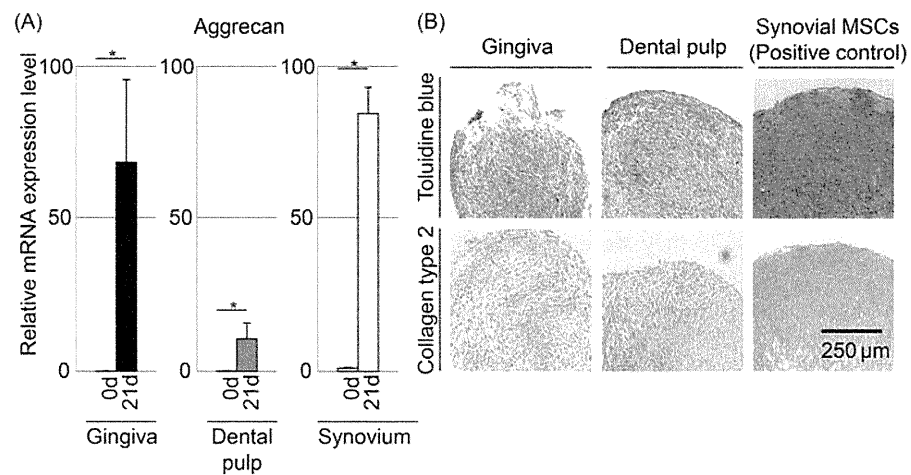 (A)
Aggrecan
Relative mRNA expression level
100
50
0
*
0d
21d
Gingiva
100
50
0
*
0d
21d
Dental
pulp
100
50
0
*
0d
21d
Synovium
(B)
Gingiva
Dental pulp
Synovial MSCs
(Positive control)
Toluidine blue
Collagen type 2
250 µm